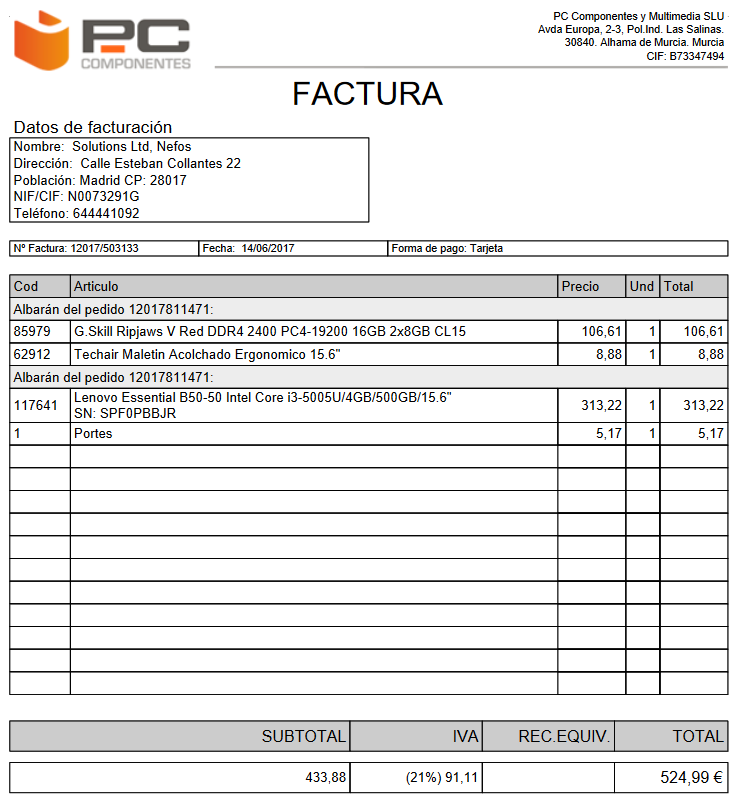 PC
COMPONENTES
PC Componentes y Multimedia SLU
Avda Europa, 2-3, Pol.Ind. Las Salinas.
30840. Alhama de Murcia. Murcia
CIF: B73347494
FACTURA
Datos de facturación
Nombre: Solutions Ltd, Nefos
Dirección: Calle Esteban Collantes 22
Población: Madrid CP: 28017
NIF/CIF: N0073291G
Teléfono: 644441092
Nº Factura: 12017/503133 Fecha: 14/06/2017 Forma de pago: Tarjeta
Cod Articulo Precio Und Total
Albarán del pedido 12017811471:
85979 G.Skill Ripjaws V Red DDR4 2400 PC4-19200 16GB 2x8GB CL15 106,61 1 106,61
62912 Techair Maletin Acolchado Ergonomico 15.6" 8,88 1 8,88
Albarán del pedido 12017811471:
117641 Lenovo Essential B50-50 Intel Core i3-5005U/4GB/500GB/15.6" 313,22 1 313,22
SN: SPF0PBBJR
1 Portes 5,17 1 5,17
SUBTOTAL IVA REC.EQUIV. TOTAL
433,88 (21%) 91,11 524,99 €